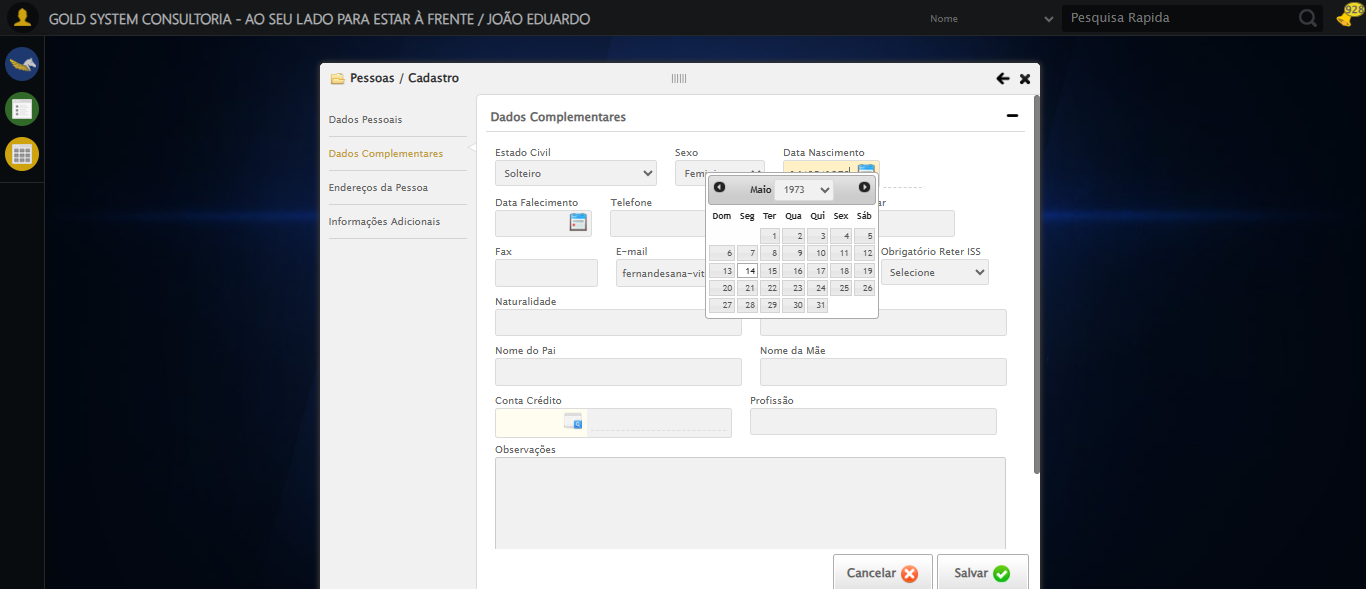 GOLD SYSTEM CONSULTORIA - AO SEU LADO PARA ESTAR À FRENTE / JOÃO EDUARDO
Nome
Pesquisa Rapida
928
Pessoas / Cadastro
Dados Pessoais
Dados Complementares
Endereços da Pessoa
Informações Adicionais
Dados Complementares
Estado Civil Sexo Data Nascimento
Solteiro
Data Falecimento Telefone
Fax E-mail Obrigatório Reter ISS
fernandesana-vit Selecione
Maio 1973
Dom Seg Ter Qua Qui Sex Sáb
1 2 3 4 5
6 7 8 9 10 11 12
13 14 15 16 17 18 19
20 21 22 23 24 25 26
27 28 29 30 31
Naturalidade
Nome do Pai Nome da Mãe
Conta Crédito Profissão
Observações
Cancelar Salvar